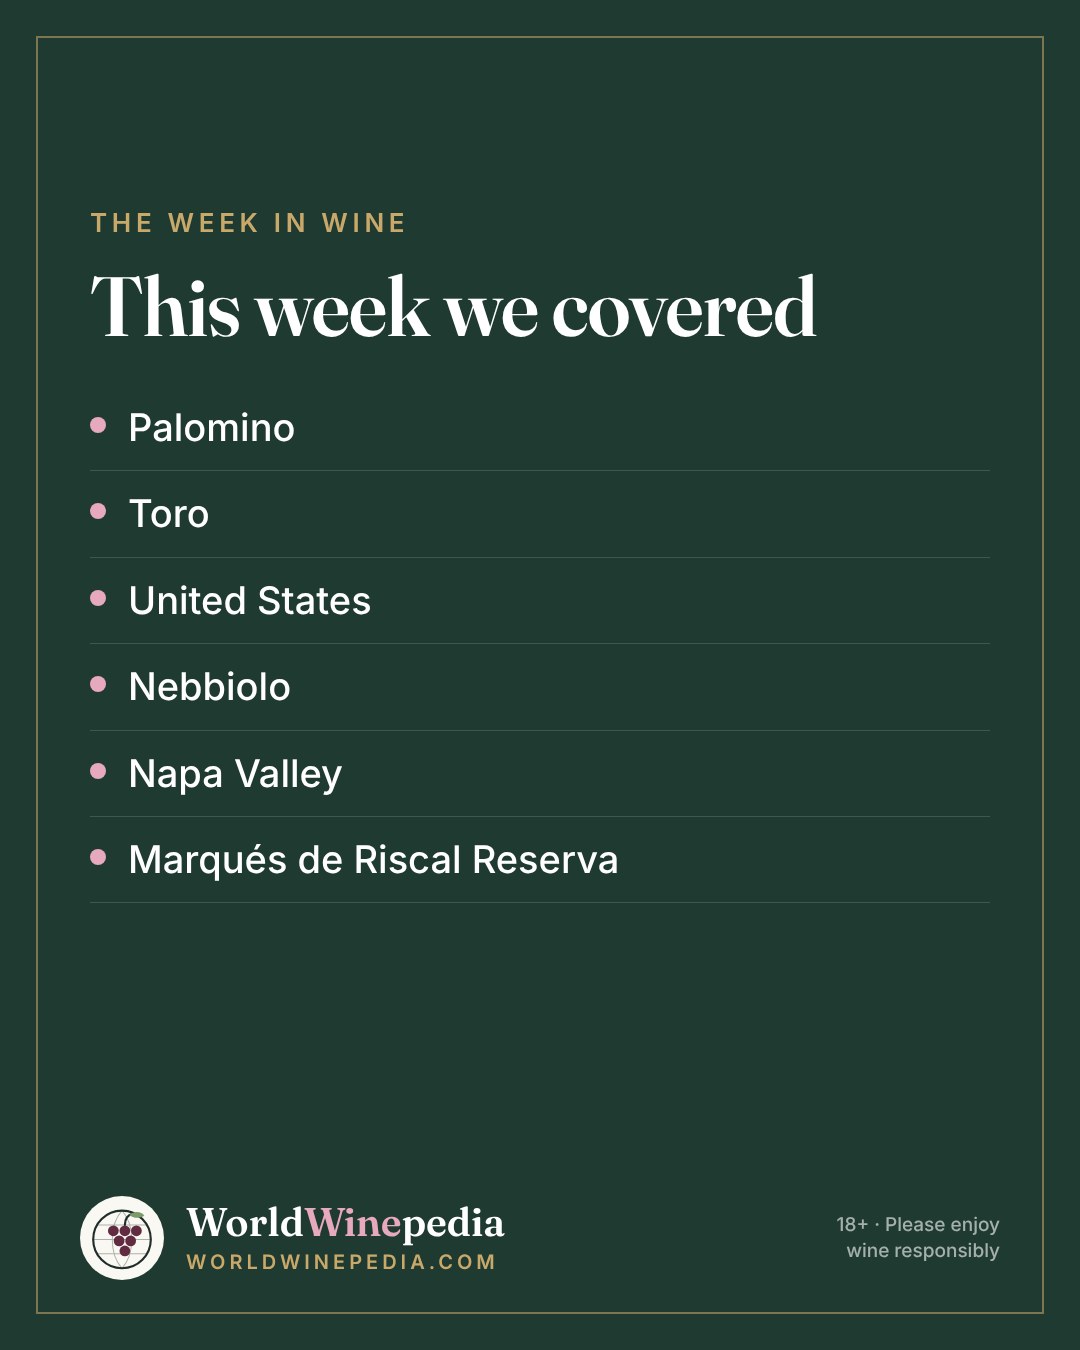 THE WEEK IN WINE
This week we covered
Palomino
Toro
United States
Nebbiolo
Napa Valley
Marqués de Riscal Reserva
WorldWinepedia
WORLDWINEPEDIA.COM
18+ · Please enjoy
wine responsibly